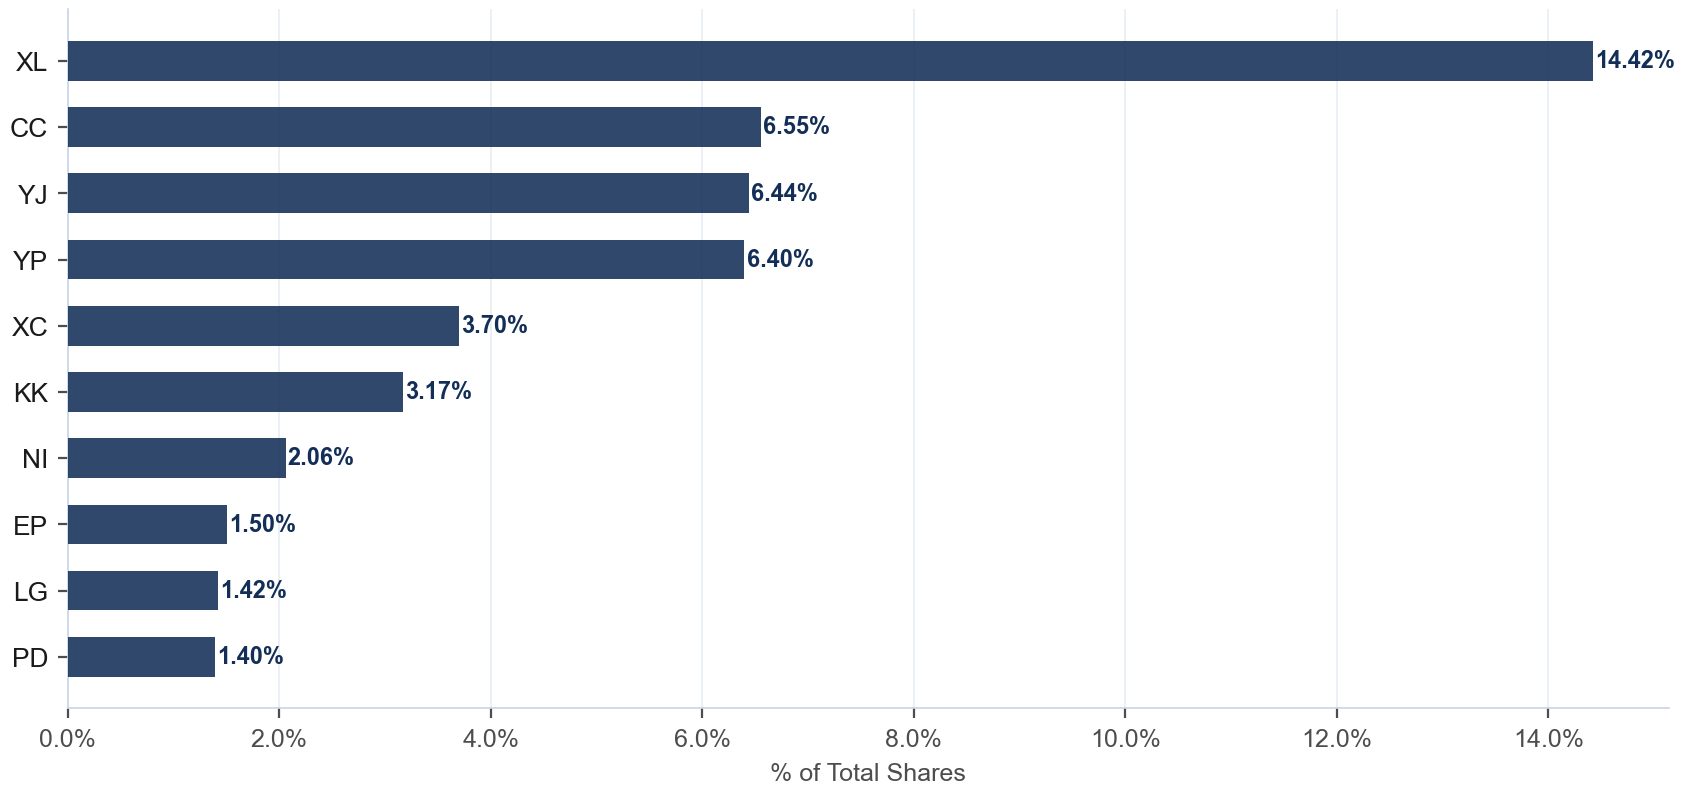 XL 14.42%
CC 6.55%
YJ 6.44%
YP 6.40%
XC 3.70%
KK 3.17%
NI 2.06%
EP 1.50%
LG 1.42%
PD 1.40%
0.0% 2.0% 4.0% 6.0% 8.0% 10.0% 12.0% 14.0%
% of Total Shares